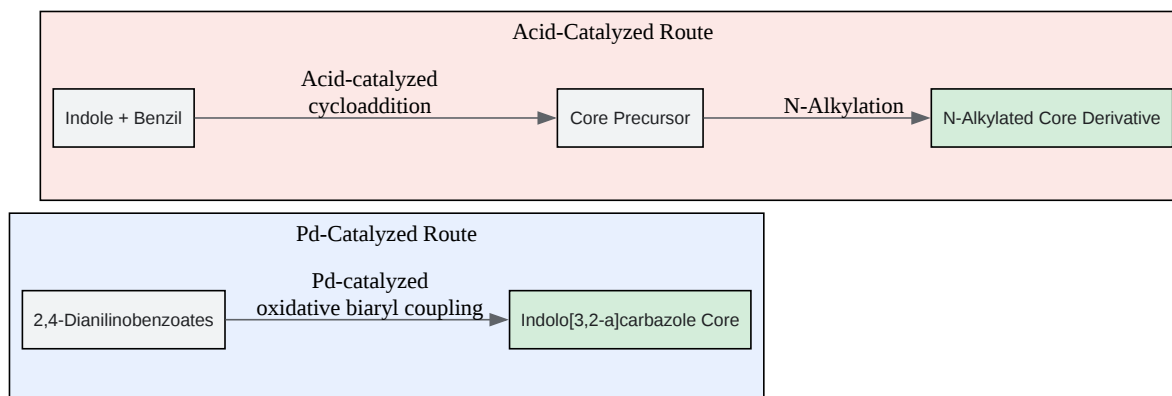 Acid-Catalyzed Route
Acid-catalyzed
cycloaddition
Indole + Benzil
Core Precursor
N-Alkylation
N-Alkylated Core Derivative
Pd-Catalyzed Route
Pd-catalyzed
oxidative biaryl coupling
2,4-Dianilinobenzoates
Indolo[3,2-a]carbazole Core